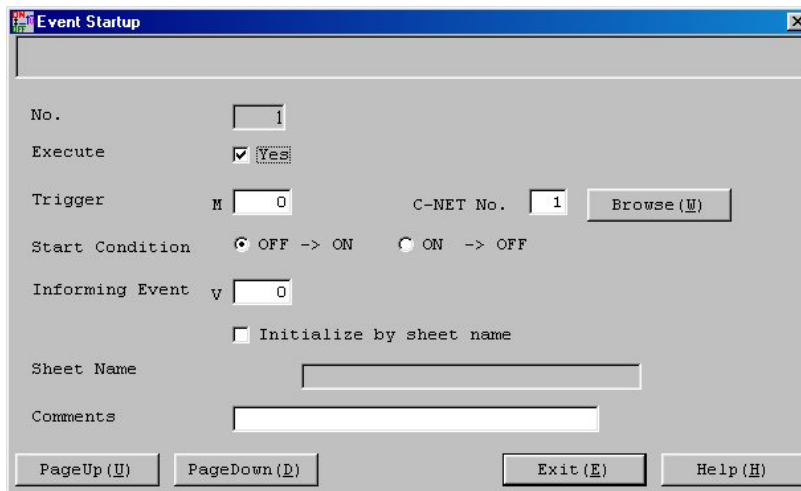 Event Startup
No. 1
Execute Yes
Trigger M 0 C-NET No. 1 Browse(W)
Start Condition OFF -> ON ON -> OFF
Informing Event V 0
Initialize by sheet name
Sheet Name
Comments
PageUp(U) PageDown(D) Exit(E) Help(H)